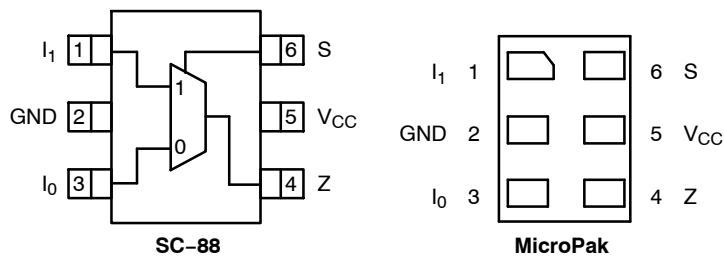 I1 1 6 S
1
GND 2 5 VCC
0
I0 3 4 Z
SC–88
I1 1 6 S
GND 2 5 VCC
I0 3 4 Z
MicroPak